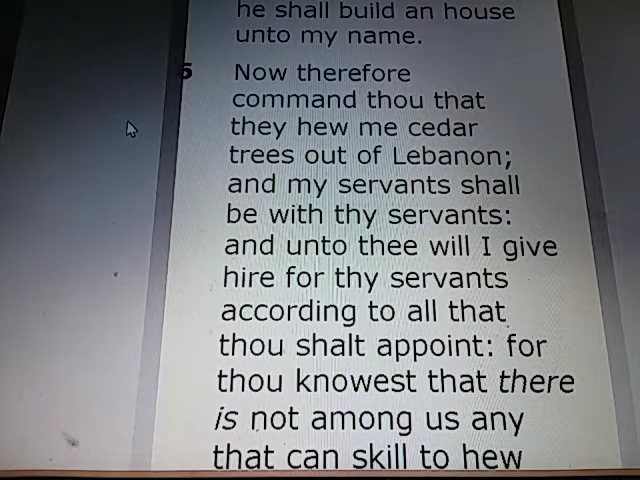 he shall build an house
unto my name.
5 Now therefore
command thou that
they hew me cedar
trees out of Lebanon;
and my servants shall
be with thy servants:
and unto thee will I give
hire for thy servants
according to all that
thou shalt appoint: for
thou knowest that there
is not among us any
that can skill to hew